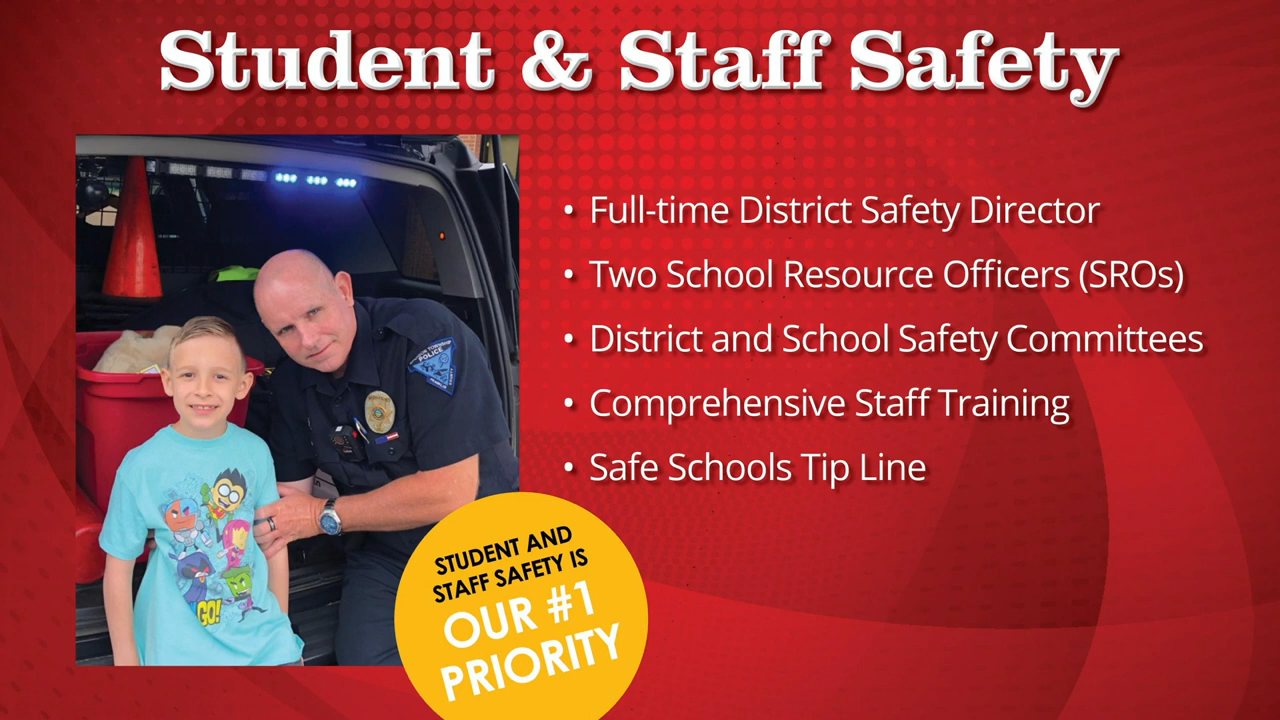 Student & Staff Safety
• Full-time District Safety Director
• Two School Resource Officers (SROs)
• District and School Safety Committees
• Comprehensive Staff Training
• Safe Schools Tip Line
TOWNSHIP
POLICE
GO!
STUDENT AND
STAFF SAFETY IS
OUR #1
PRIORITY